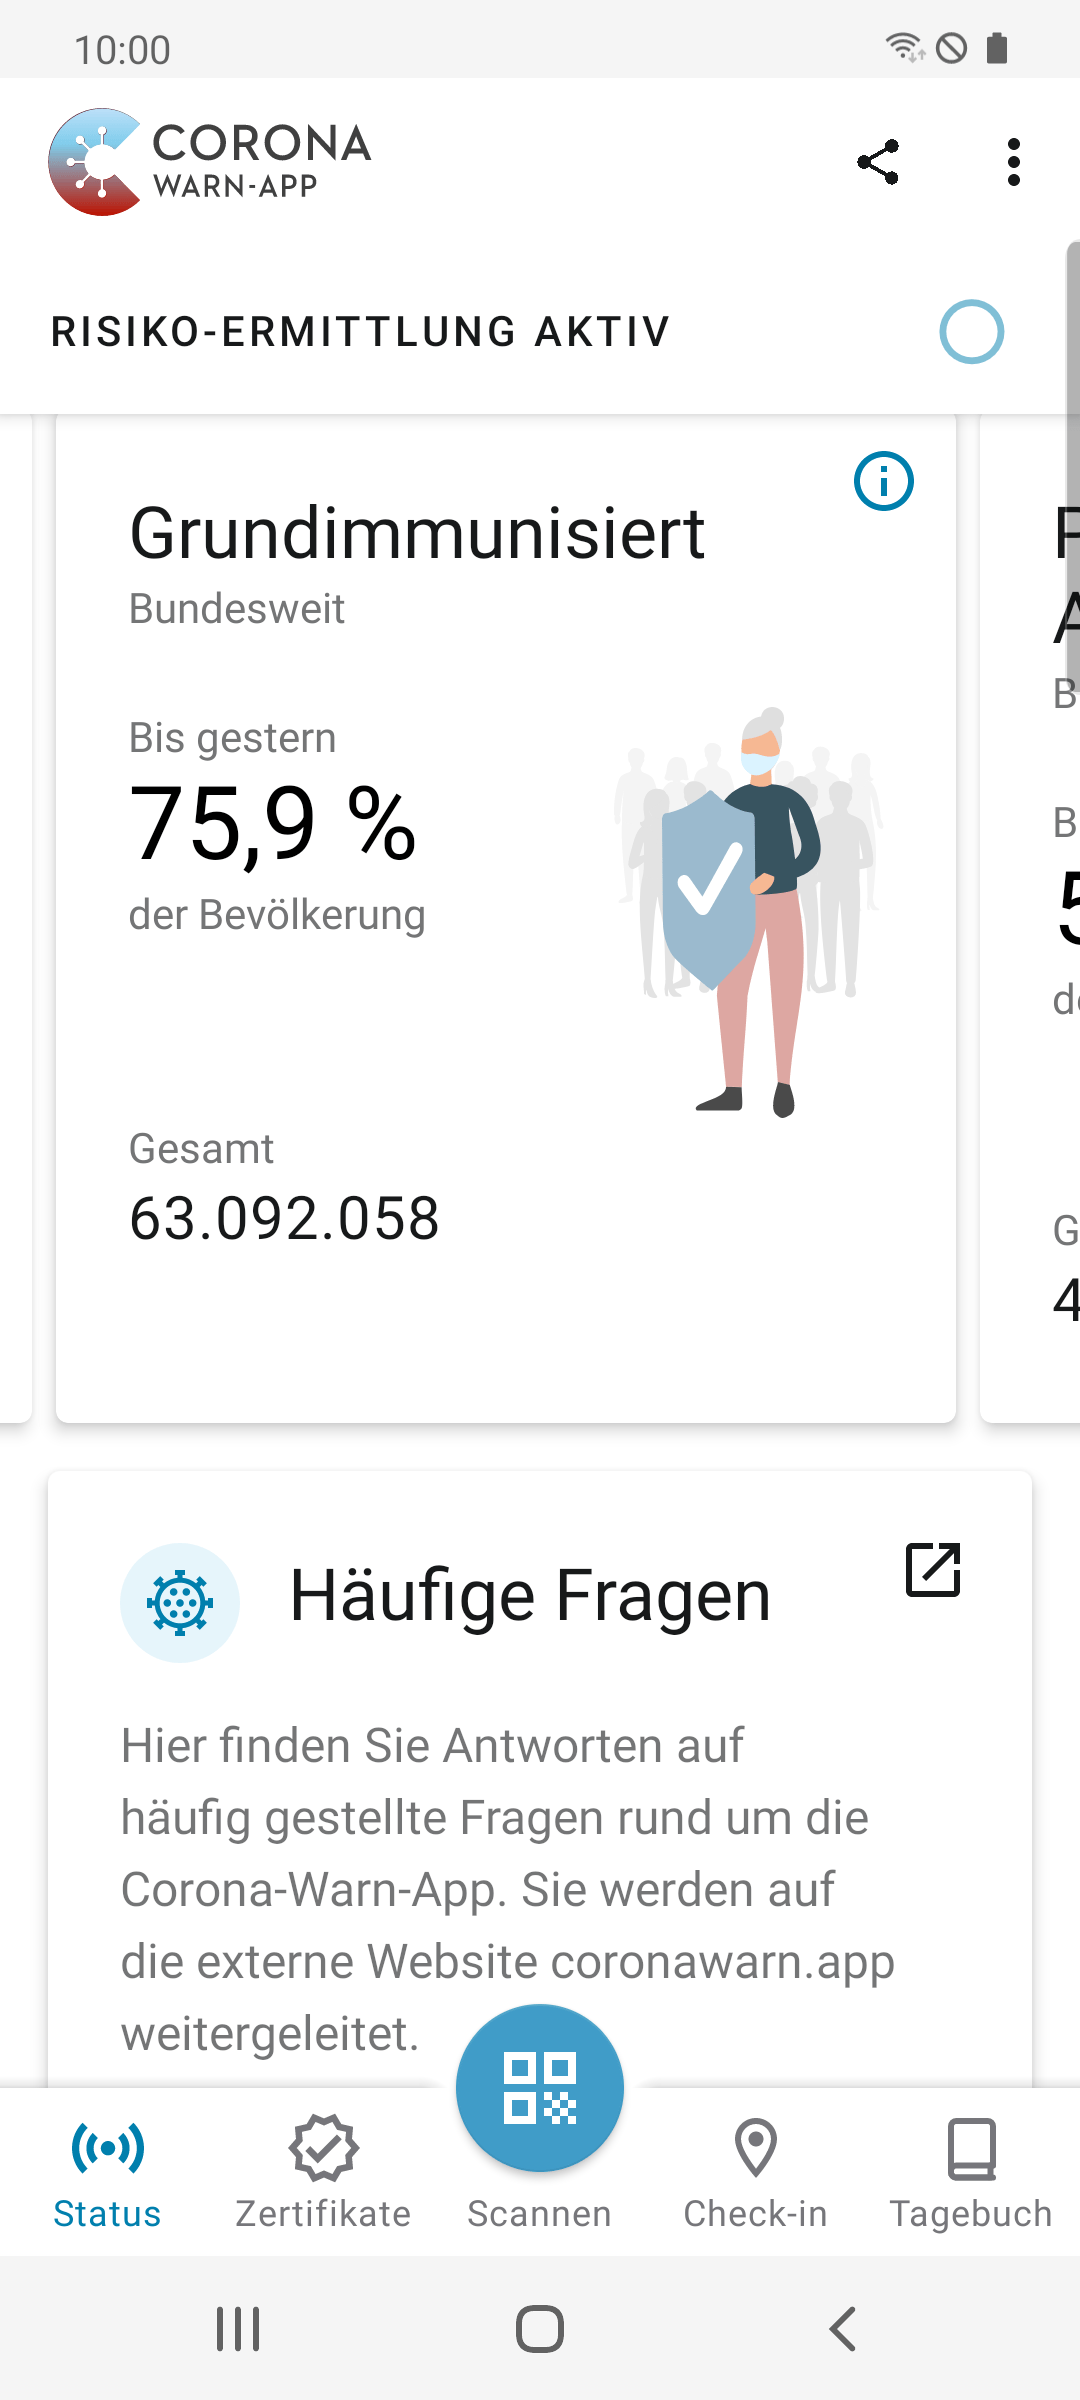 10:00
CORONA
WARN-APP
RISIKO-ERMITTLUNG AKTIV
Grundimmunisiert
Bundesweit
Bis gestern
75,9 %
der Bevölkerung
Gesamt
63.092.058
Häufige Fragen
Hier finden Sie Antworten auf
häufig gestellte Fragen rund um die
Corona-Warn-App. Sie werden auf
die externe Website coronawarn.app
weitergeleitet.
Status
Zertifikate
Scannen
Check-in
Tagebuch